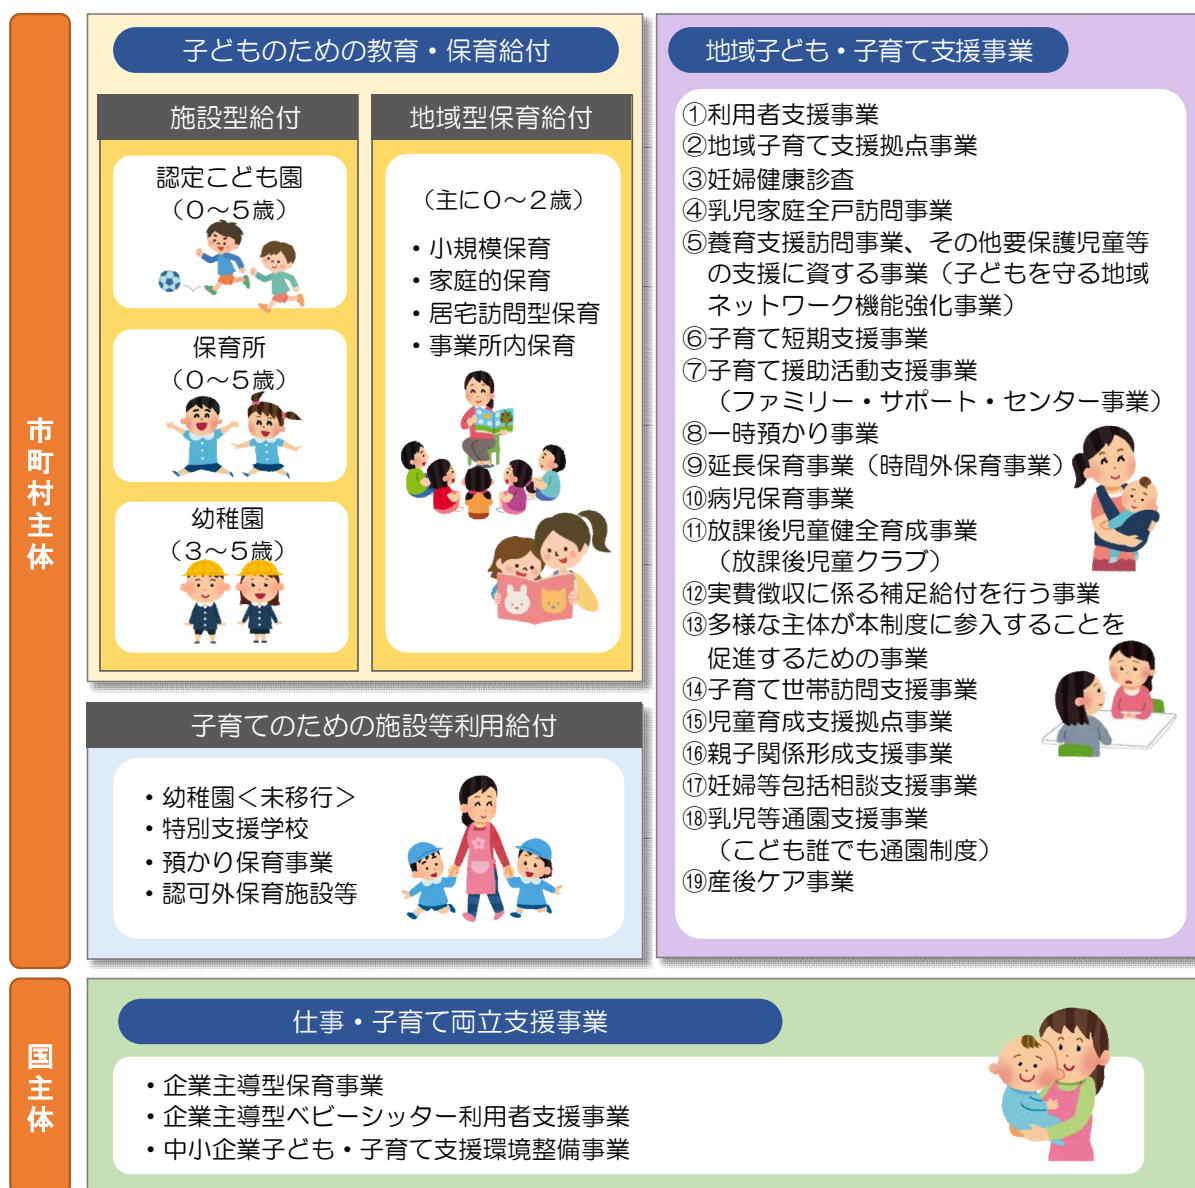 市町村主体
子どものための教育・保育給付
施設型給付
認定こども園
（０～５歳）
保育所
（０～５歳）
幼稚園
（３～５歳）
地域型保育給付
（主に０～２歳）
・小規模保育
・家庭的保育
・居宅訪問型保育
・事業所内保育
子育てのための施設等利用給付
・幼稚園＜未移行＞
・特別支援学校
・預かり保育事業
・認可外保育施設等
地域子ども・子育て支援事業
①利用者支援事業
②地域子育て支援拠点事業
③妊婦健康診査
④乳児家庭全戸訪問事業
⑤養育支援訪問事業、その他要保護児童等
の支援に資する事業（子どもを守る地域
ネットワーク機能強化事業）
⑥子育て短期支援事業
⑦子育て援助活動支援事業
（ファミリー・サポート・センター事業）
⑧一時預かり事業
⑨延長保育事業（時間外保育事業）
⑩病児保育事業
⑪放課後児童健全育成事業
（放課後児童クラブ）
⑫実費徴収に係る補足給付を行う事業
⑬多様な主体が本制度に参入することを
促進するための事業
⑭子育て世帯訪問支援事業
⑮児童育成支援拠点事業
⑯親子関係形成支援事業
⑰妊婦等包括相談支援事業
⑱乳児等通園支援事業
（こども誰でも通園制度）
⑲産後ケア事業
国主体
仕事・子育て両立支援事業
・企業主導型保育事業
・企業主導型ベビーシッター利用者支援事業
・中小企業子ども・子育て支援環境整備事業